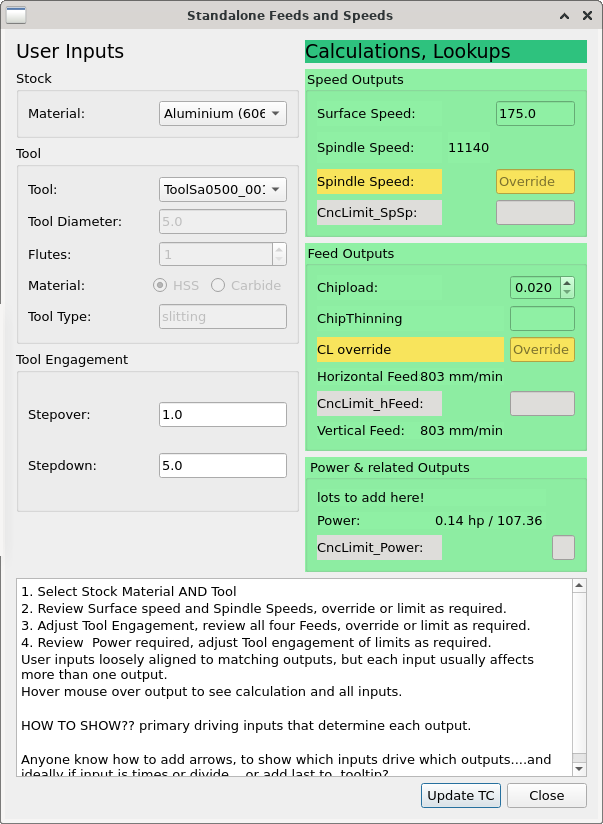 Standalone Feeds and Speeds
User Inputs
Stock
Material: Aluminium (606
Tool
Tool: ToolSa0500_001
Tool Diameter: 5.0
Flutes: 1
Material: HSS Carbide
Tool Type: slitting
Tool Engagement
Stepover: 1.0
Stepdown: 5.0
Calculations, Lookups
Speed Outputs
Surface Speed: 175.0
Spindle Speed: 11140
Spindle Speed: Override
CncLimit_SpSp:
Feed Outputs
Chipload: 0.020
ChipThinning
CL override Override
Horizontal Feed 803 mm/min
CncLimit_hFeed:
Vertical Feed: 803 mm/min
Power & related Outputs
lots to add here!
Power: 0.14 hp / 107.36
CncLimit_Power:
1. Select Stock Material AND Tool
2. Review Surface speed and Spindle Speeds, override or limit as required.
3. Adjust Tool Engagement, review all four Feeds, override or limit as required.
4. Review  Power required, adjust Tool engagement of limits as required.
User inputs loosely aligned to matching outputs, but each input usually affects
more than one output.
Hover mouse over output to see calculation and all inputs.
HOW TO SHOW?? primary driving inputs that determine each output.
Anyone know how to add arrows, to show which inputs drive which outputs....and
ideally if input is times or divide... or add last to  tooltip?
Update TC
Close